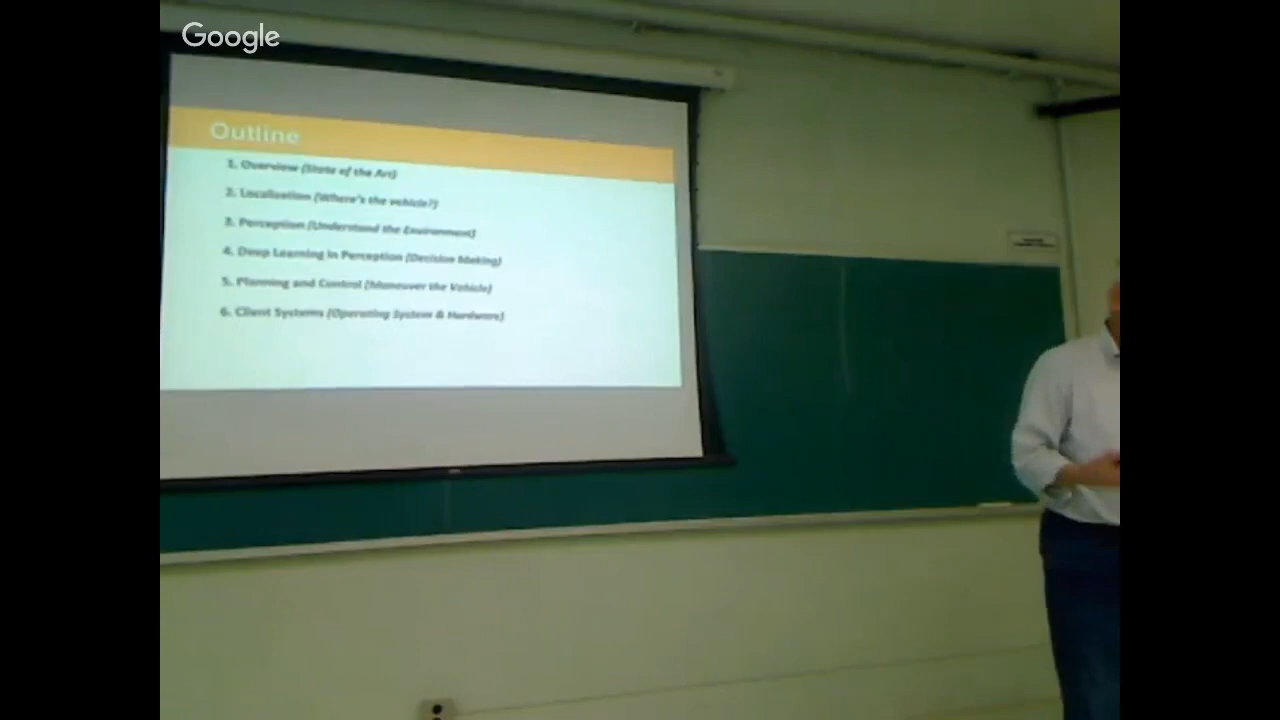 Google
Outline
1. Overview (State of the Art)
2. Localization (Where's the vehicle?)
3. Perception (Understand the Environment)
4. Deep Learning in Perception (Decision Making)
5. Planning and Control (Maneuver the Vehicle)
6. Client Systems (Operating System & Hardware)